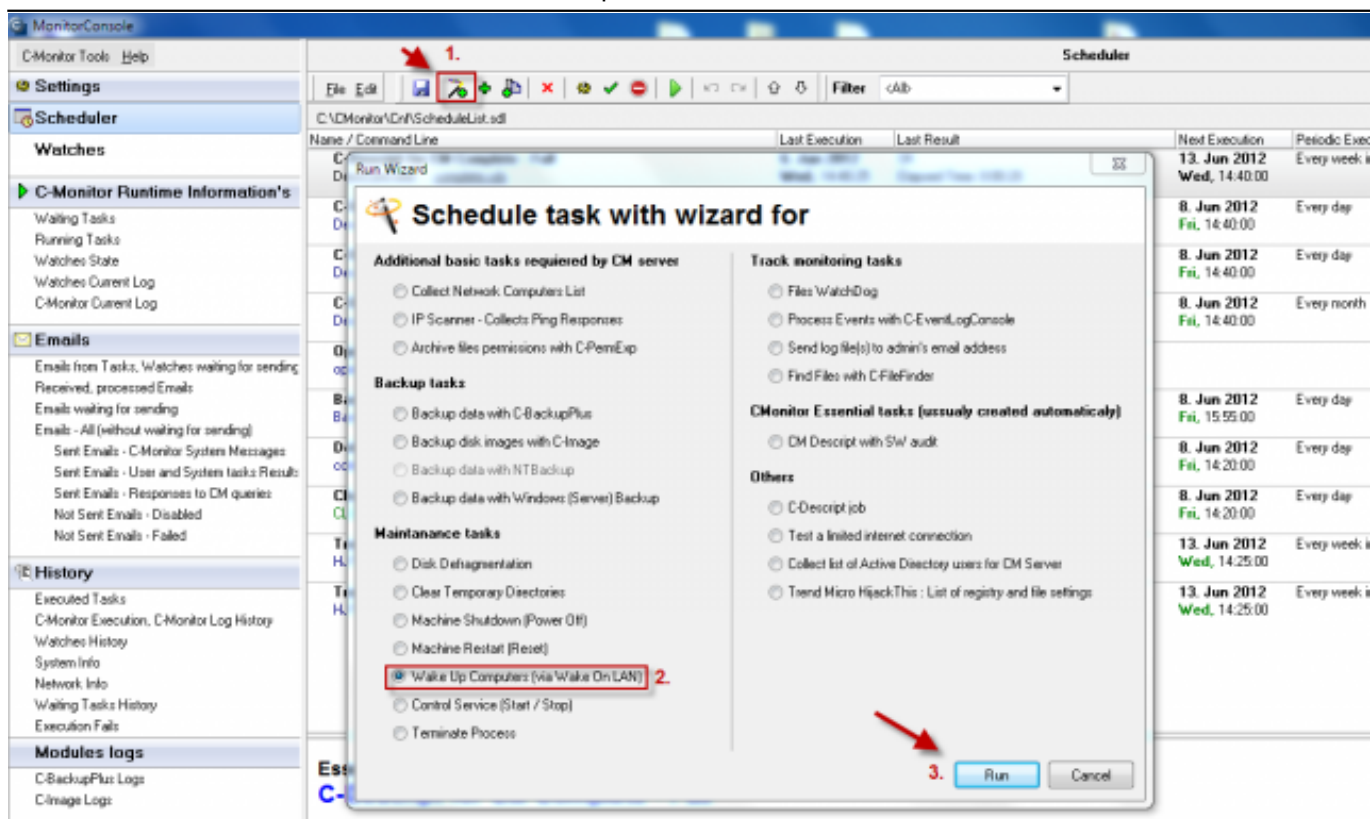 MonitorConsole
C-Monitor Tools Help
Settings
Scheduler
Watches
C-Monitor Runtime Information's
Waiting Tasks
Running Tasks
Watches State
Watches Current Log
C-Monitor Current Log
Emails
Emails from Tasks, Watches waiting for sending
Received, processed Emails
Emails waiting for sending
Emails - All (without waiting for sending)
Sent Emails - C-Monitor System Messages
Sent Emails - User and System tasks Results
Sent Emails - Responses to CM queries
Not Sent Emails - Disabled
Not Sent Emails - Failed
History
Executed Tasks
C-Monitor Execution, C-Monitor Log History
Watches History
System Info
Network Info
Waiting Tasks History
Execution Fails
Modules logs
C-BackupPlus Logs
C-Image Logs
1.
Scheduler
File Edit
Filter <All>
C:\CMonitor\Cnf\ScheduleList.sdl
Name / Command Line Last Execution Last Result Next Execution Periodic Exec
Run Wizard
Schedule task with wizard for
Additional basic tasks requiered by CM server
Collect Network Computers List
IP Scanner - Collects Ping Responses
Archive files permissions with C-PermExp
Backup tasks
Backup data with C-BackupPlus
Backup disk images with C-Image
Backup data with NTBackup
Backup data with Windows (Server) Backup
Maintanance tasks
Disk Defragmentation
Clear Temporary Directories
Machine Shutdown (Power Off)
Machine Restart (Reset)
Wake Up Computers (via Wake On LAN) 2.
Control Service (Start / Stop)
Terminate Process
Track monitoring tasks
Files WatchDog
Process Events with C-EventLogConsole
Send log file(s) to admin's email address
Find Files with C-FileFinder
CMonitor Essential tasks (ussualy created automaticaly)
CM Descript with SW audit
Others
C-Descript job
Test a limited internet connection
Collect list of Active Directory users for CM Server
Trend Micro HijackThis : List of registry and file settings
3. Run Cancel
13. Jun 2012 Every week i
Wed, 14:40:00
8. Jun 2012 Every day
Fri, 14:40:00
8. Jun 2012 Every day
Fri, 14:40:00
8. Jun 2012 Every month
Fri, 14:40:00
8. Jun 2012 Every day
Fri, 15:55:00
8. Jun 2012 Every day
Fri, 14:20:00
8. Jun 2012 Every day
Fri, 14:20:00
13. Jun 2012 Every week i
Wed, 14:25:00
13. Jun 2012 Every week i
Wed, 14:25:00